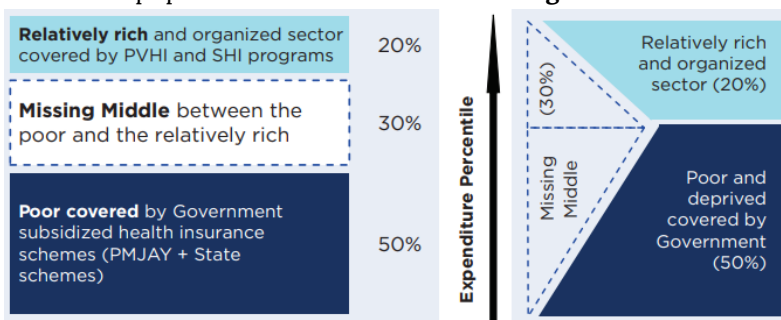 Relatively rich and organized sector
covered by PVHI and SHI programs
20%
Missing Middle between the
poor and the relatively rich
30%
Poor covered by Government
subsidized health insurance
schemes (PMJAY + State
schemes)
50%
Expenditure Percentile
(30%)
Missing
Middle
Relatively rich
and organized
sector (20%)
Poor and
deprived
covered by
Government
(50%)